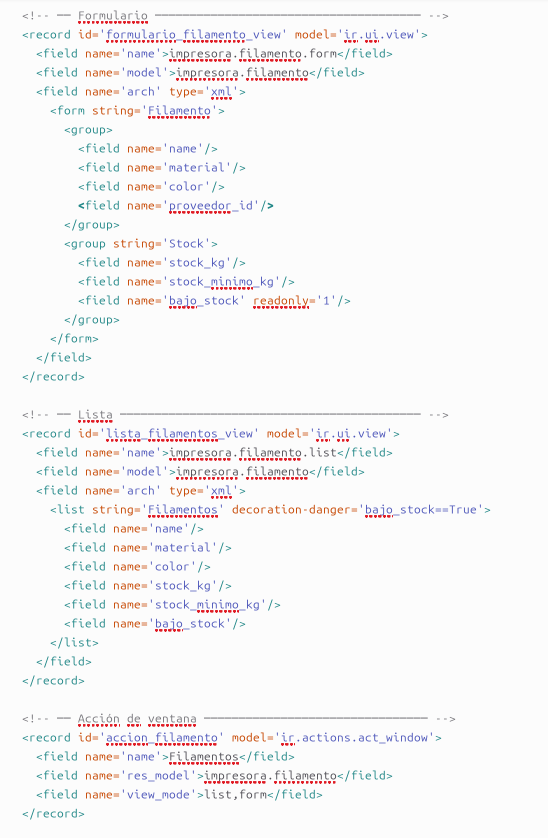 <!-- ── Formulario ────────────────────────────────────── -->
<record id='formulario_filamento_view' model='ir.ui.view'>
  <field name='name'>impresora.filamento.form</field>
  <field name='model'>impresora.filamento</field>
  <field name='arch' type='xml'>
    <form string='Filamento'>
      <group>
        <field name='name'/>
        <field name='material'/>
        <field name='color'/>
        <field name='proveedor_id'/>
      </group>
      <group string='Stock'>
        <field name='stock_kg'/>
        <field name='stock_minimo_kg'/>
        <field name='bajo_stock' readonly='1'/>
      </group>
    </form>
  </field>
</record>

<!-- ── Lista ─────────────────────────────────────────── -->
<record id='lista_filamentos_view' model='ir.ui.view'>
  <field name='name'>impresora.filamento.list</field>
  <field name='model'>impresora.filamento</field>
  <field name='arch' type='xml'>
    <list string='Filamentos' decoration-danger='bajo_stock==True'>
      <field name='name'/>
      <field name='material'/>
      <field name='color'/>
      <field name='stock_kg'/>
      <field name='stock_minimo_kg'/>
      <field name='bajo_stock'/>
    </list>
  </field>
</record>

<!-- ── Acción de ventana ──────────────────────────────── -->
<record id='accion_filamento' model='ir.actions.act_window'>
  <field name='name'>Filamentos</field>
  <field name='res_model'>impresora.filamento</field>
  <field name='view_mode'>list,form</field>
</record>